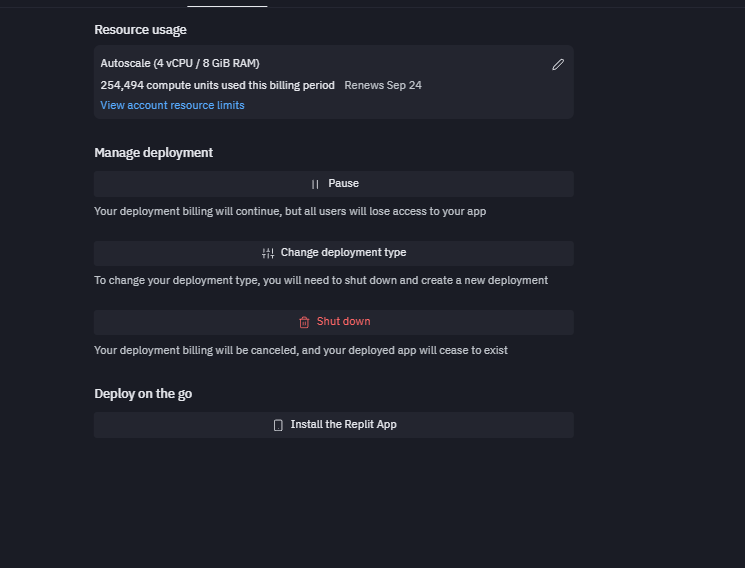 Resource usage
Autoscale (4 vCPU / 8 GiB RAM)
254,494 compute units used this billing period Renews Sep 24
View account resource limits
Manage deployment
Pause
Your deployment billing will continue, but all users will lose access to your app
Change deployment type
To change your deployment type, you will need to shut down and create a new deployment
Shut down
Your deployment billing will be canceled, and your deployed app will cease to exist
Deploy on the go
Install the Replit App